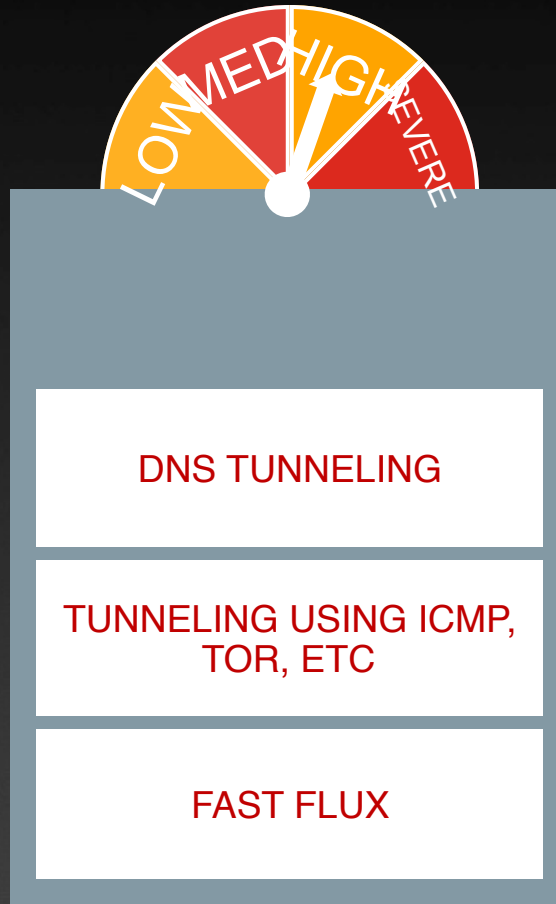 LOW
MED
HIGH
SEVERE
DNS TUNNELING
TUNNELING USING ICMP,
TOR, ETC
FAST FLUX